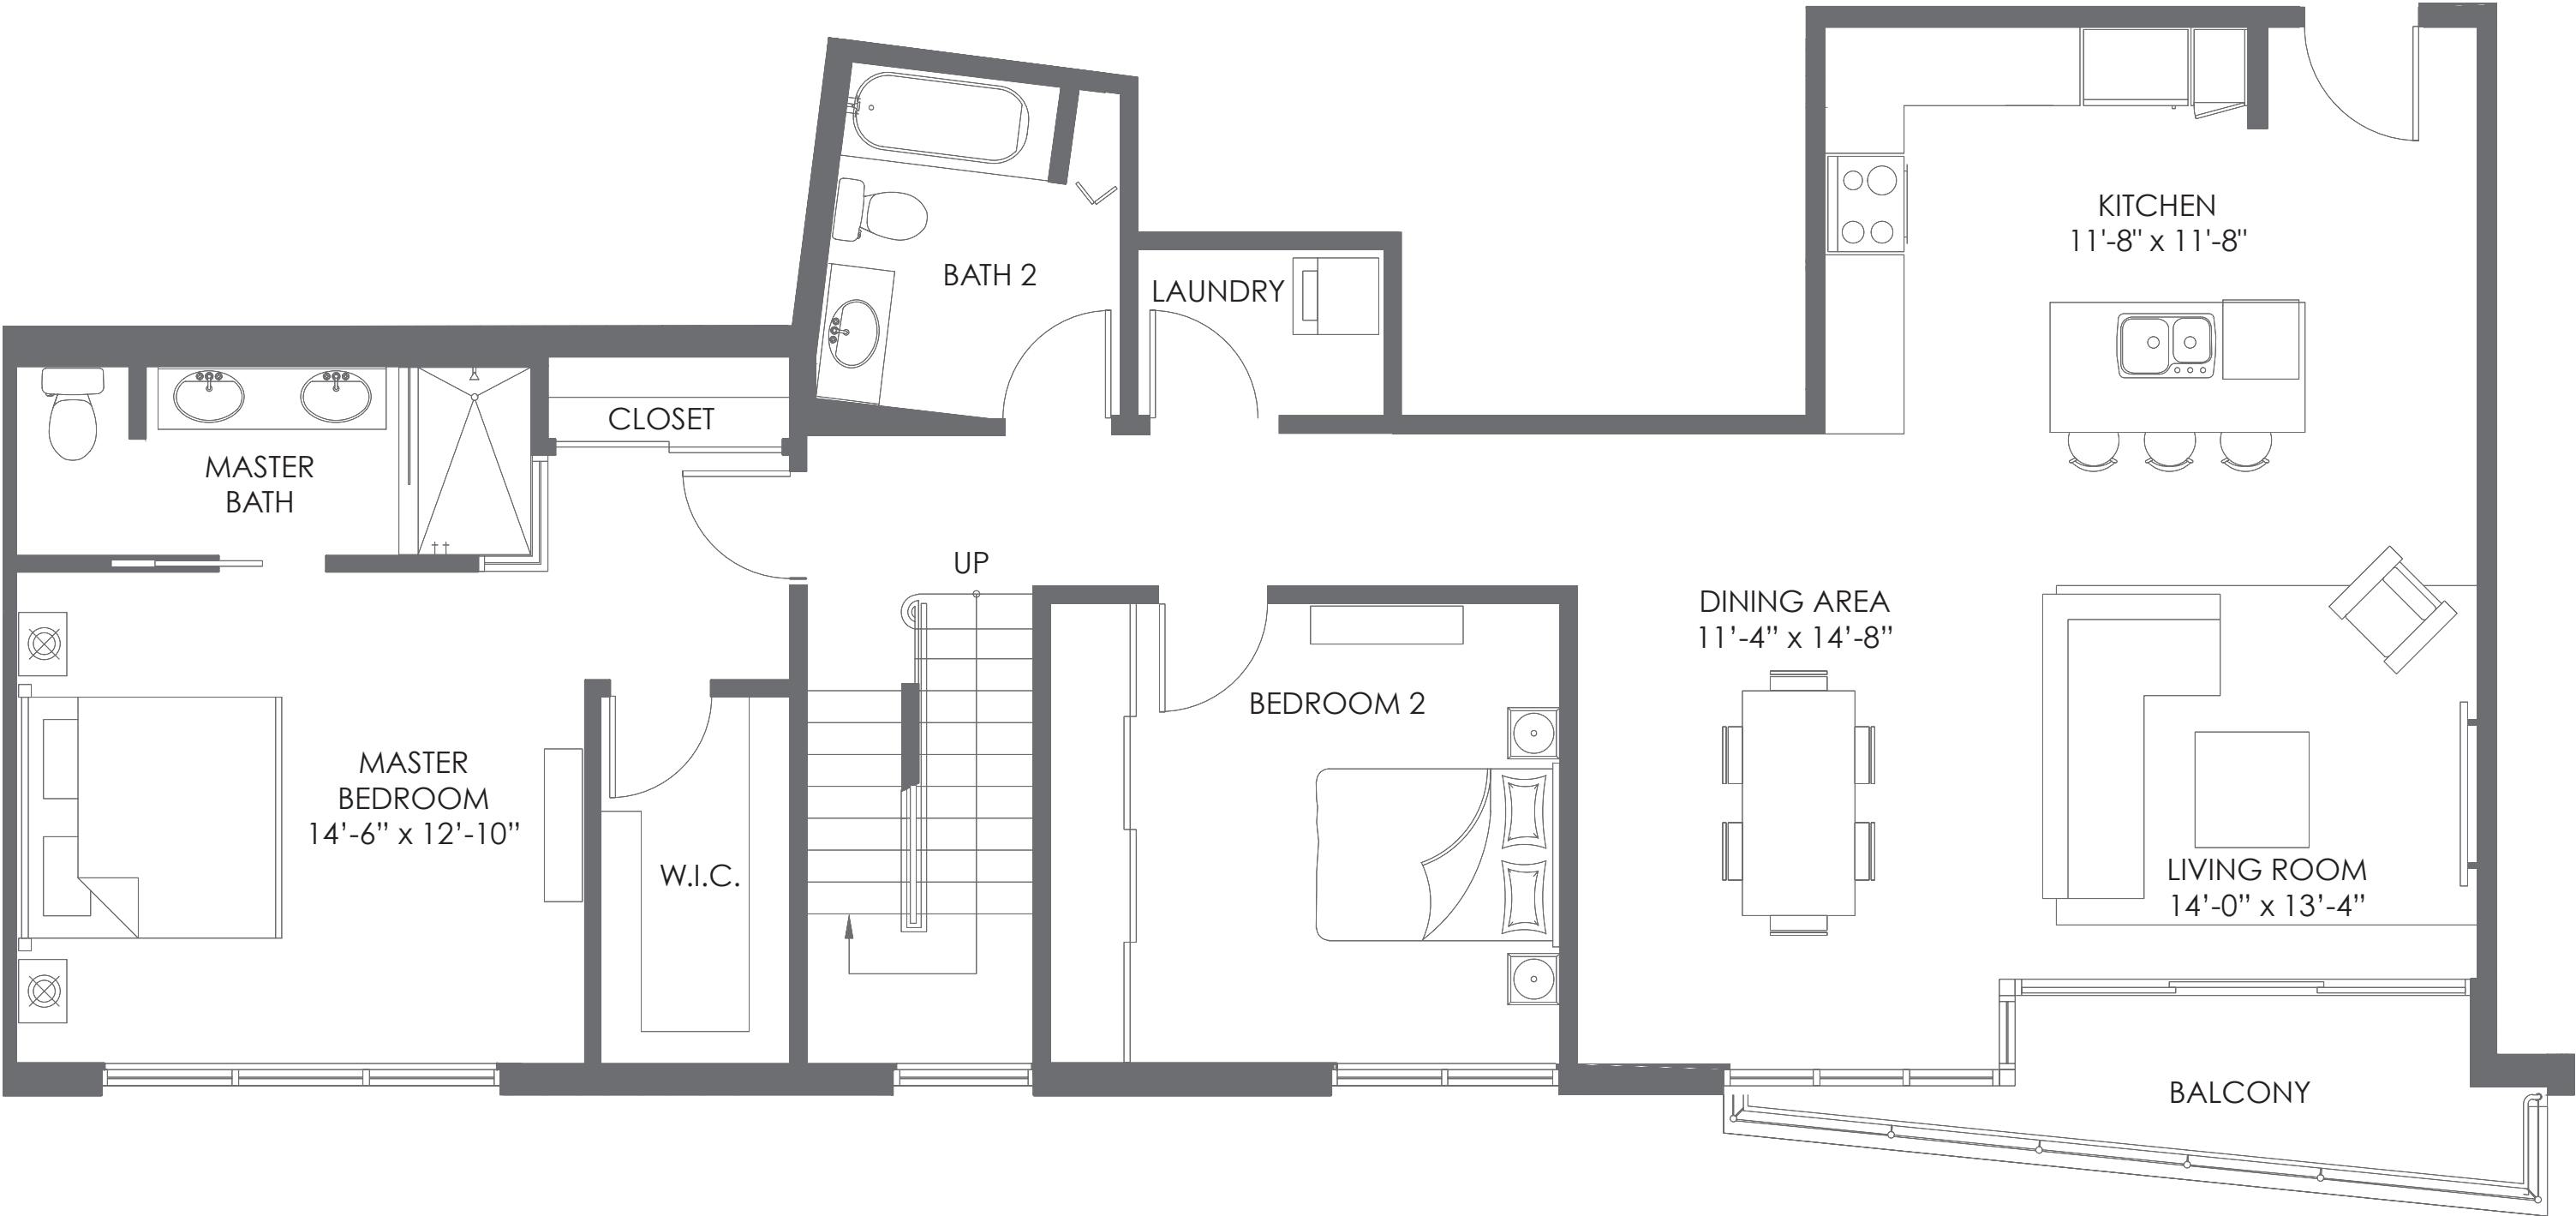 KITCHEN
11'-8" x 11'-8"
BATH 2
LAUNDRY
CLOSET
MASTER
BATH
UP
DINING AREA
11’-4” x 14’-8”
BEDROOM 2
MASTER
BEDROOM
14’-6” x 12’-10”
W.I.C.
LIVING ROOM
14’-0” x 13’-4”
BALCONY